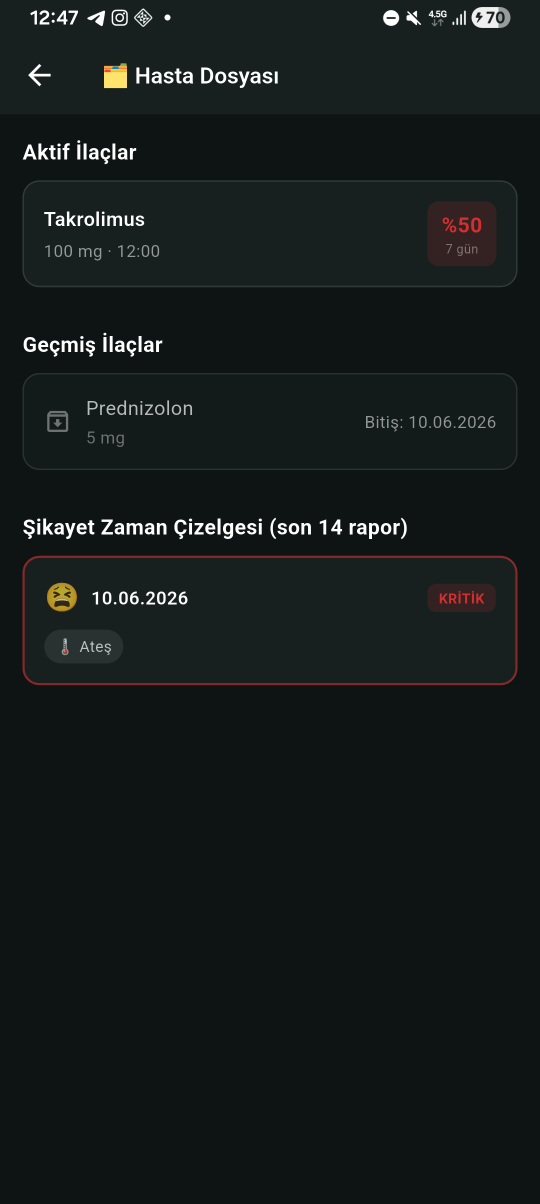 12:47
4.5G
70
Hasta Dosyası
Aktif İlaçlar
Takrolimus
100 mg · 12:00
%50
7 gün
Geçmiş İlaçlar
Prednizolon
5 mg
Bitiş: 10.06.2026
Şikayet Zaman Çizelgesi (son 14 rapor)
10.06.2026
KRİTİK
Ateş